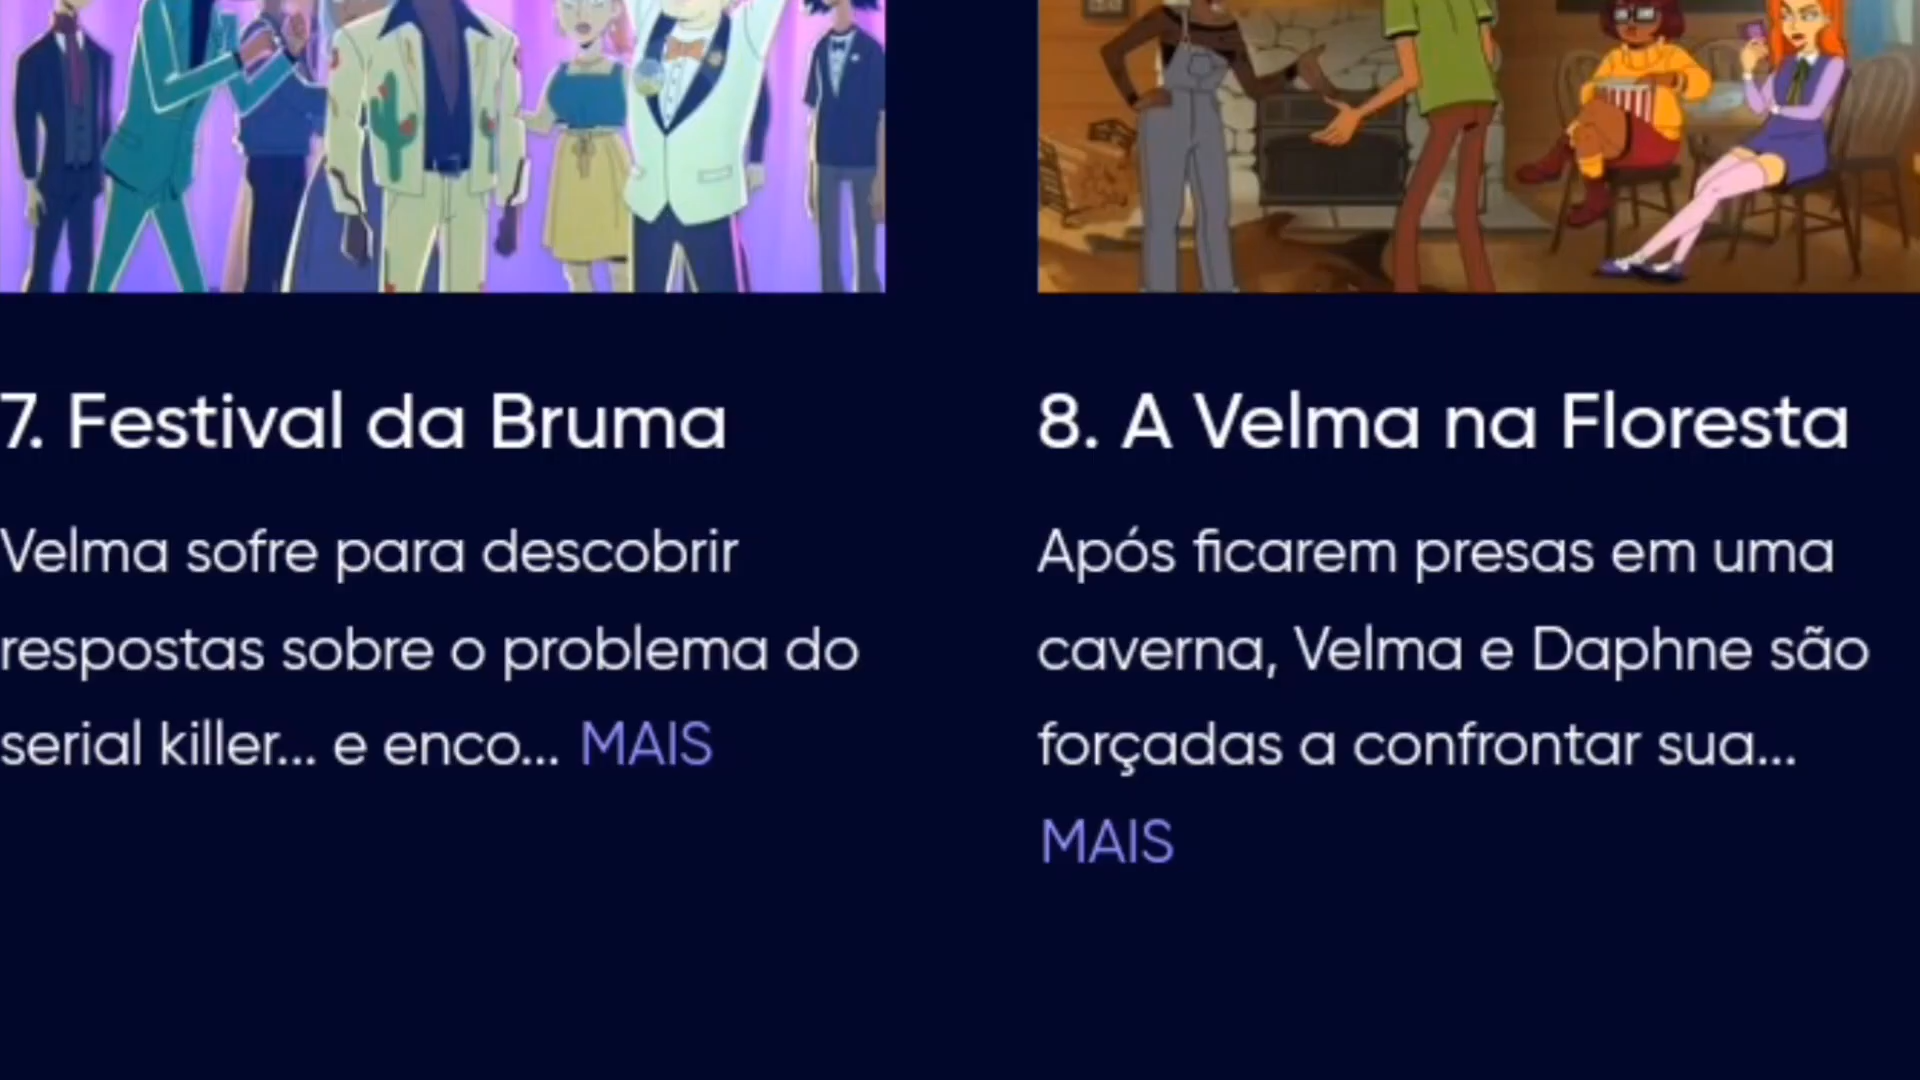 7. Festival da Bruma
Velma sofre para descobrir
respostas sobre o problema do
serial killer... e enco... MAIS
8. A Velma na Floresta
Após ficarem presas em uma
caverna, Velma e Daphne são
forçadas a confrontar sua...
MAIS